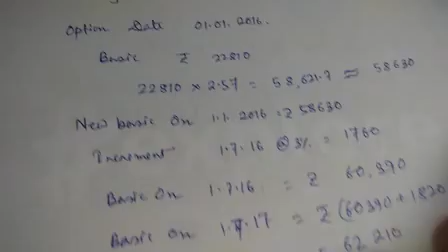 Option Date 01.01.2016.
Basic ₹ 22810
22810 × 2.57 = 58,621.7 ≈ 58630
New basic On 1.1.2016 = ₹ 58630
Increment 1.7.16 @ 3% = 1760
Basic On 1.7.16. = ₹ 60,390
Basic On 1.7.17 = ₹ (60390 + 1820
= 62210